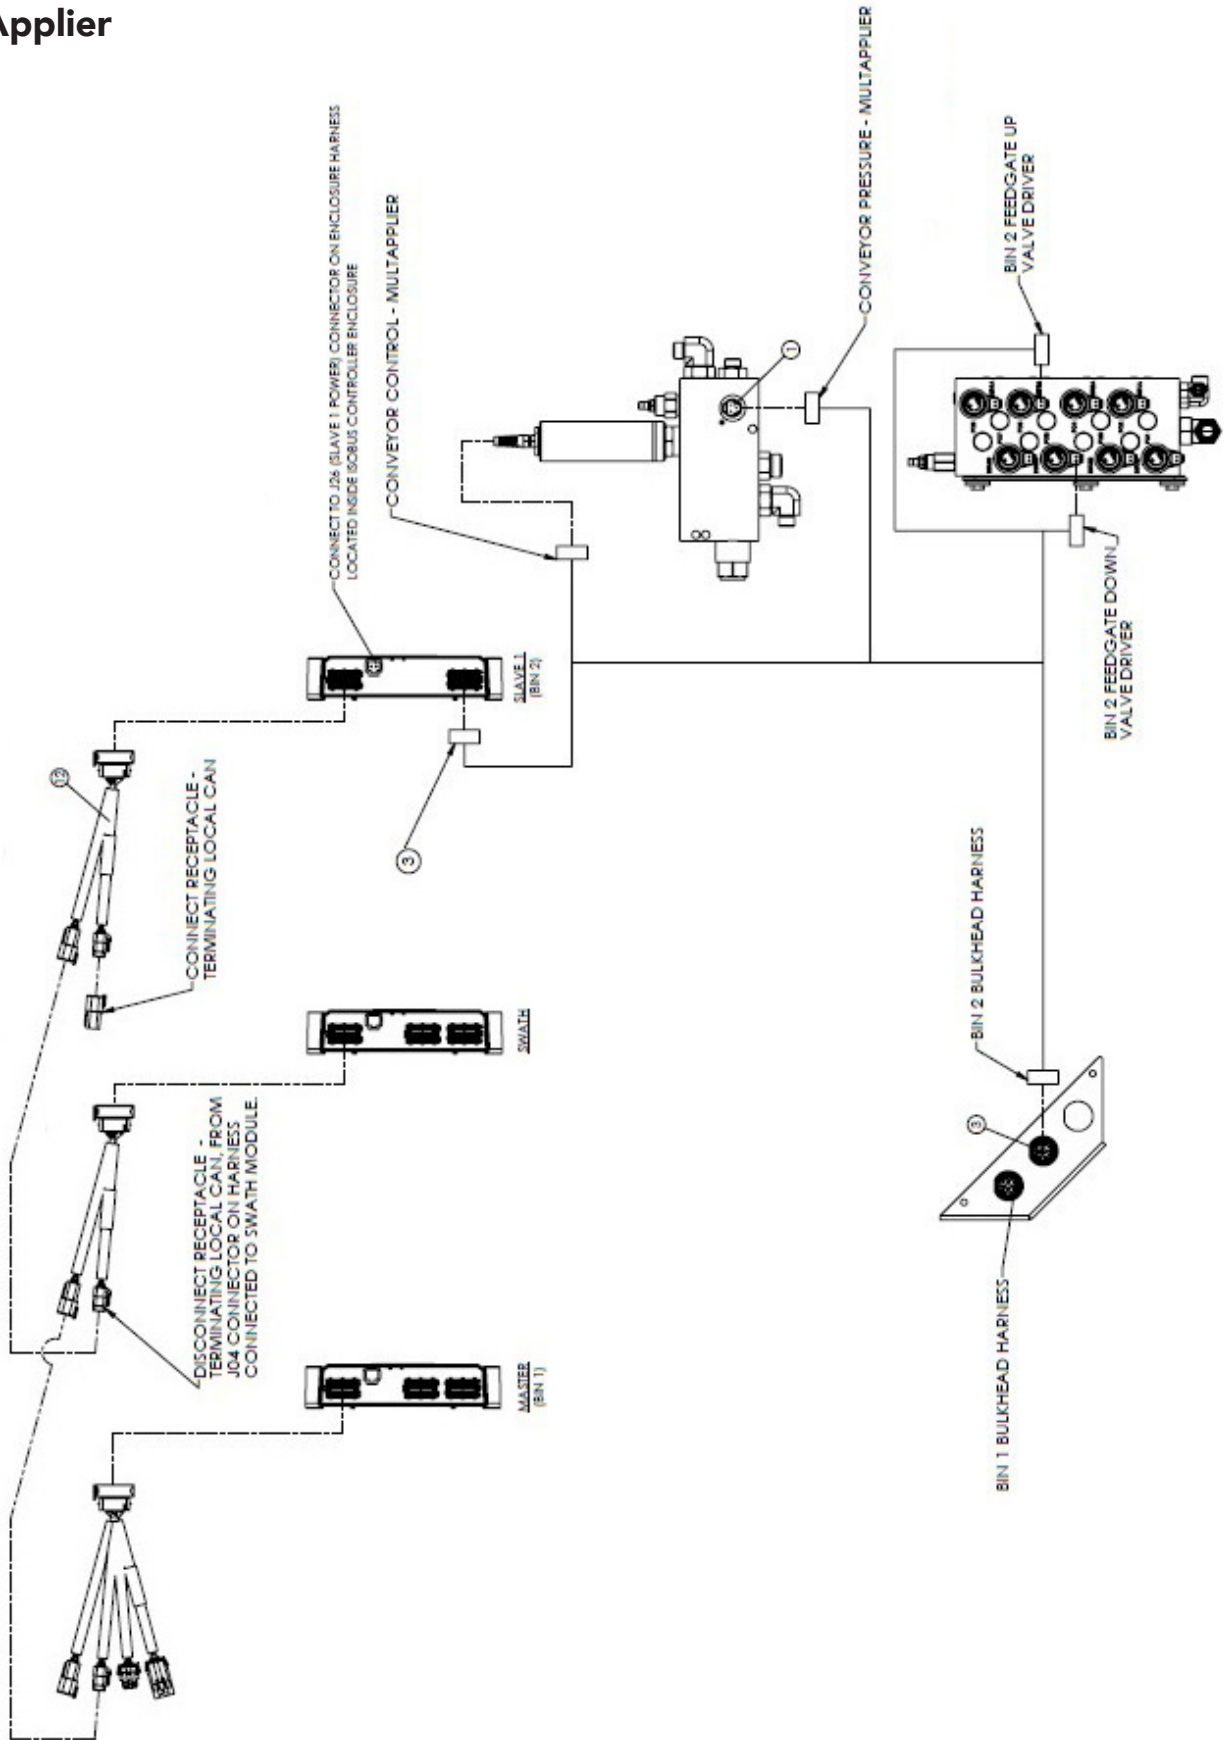 Applier
CONNECT TO J26 (SLAVE 1 POWER) CONNECTOR ON ENCLOSURE HARNESS
LOCATED INSIDE ISOBUS CONTROLLER ENCLOSURE
CONVEYOR CONTROL - MULTAPPLIER
CONVEYOR PRESSURE - MULTAPPLIER
1
BIN 2 FEEDGATE UP
VALVE DRIVER
BIN 2 FEEDGATE DOWN
VALVE DRIVER
SLAVE 1
(BIN 2)
12
3
CONNECT RECEPTACLE -
TERMINATING LOCAL CAN
SWATH
DISCONNECT RECEPTACLE -
TERMINATING LOCAL CAN, FROM
J04 CONNECTOR ON HARNESS
CONNECTED TO SWATH MODULE.
MASTER
(BIN 1)
BIN 2 BULKHEAD HARNESS
3
BIN 1 BULKHEAD HARNESS